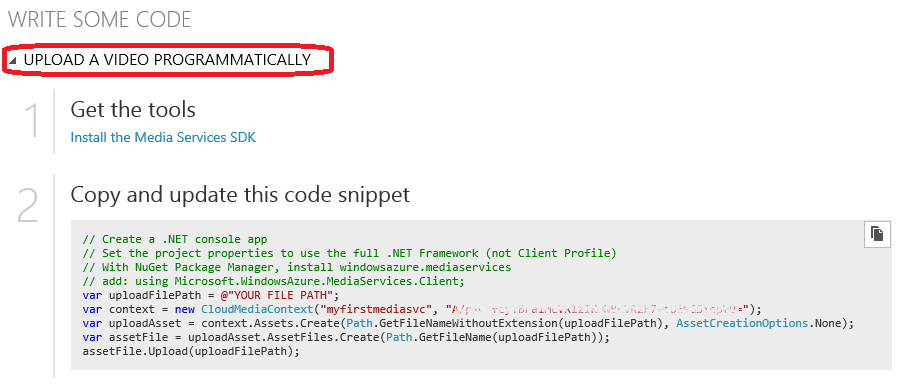 WRITE SOME CODE
UPLOAD A VIDEO PROGRAMMATICALLY
1 Get the tools
Install the Media Services SDK
2 Copy and update this code snippet
// Create a .NET console app
// Set the project properties to use the full .NET Framework (not Client Profile)
// With NuGet Package Manager, install windowsazure.mediaservices
// add: using Microsoft.WindowsAzure.MediaServices.Client;
var uploadFilePath = @"YOUR FILE PATH";
var context = new CloudMediaContext("myfirstmediasvc", "");
var uploadAsset = context.Assets.Create(Path.GetFileNameWithoutExtension(uploadFilePath), AssetCreationOptions.None);
var assetFile = uploadAsset.AssetFiles.Create(Path.GetFileName(uploadFilePath));
assetFile.Upload(uploadFilePath);